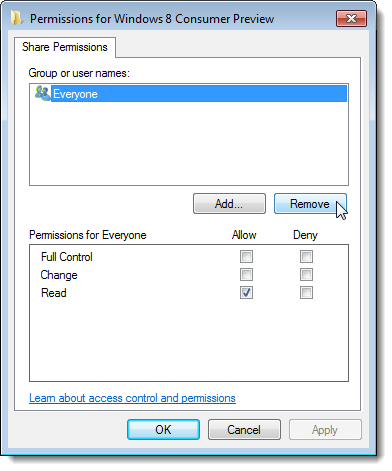 Permissions for Windows 8 Consumer Preview
Share Permissions
Group or user names:
Everyone
Add... Remove
Permissions for Everyone Allow Deny
Full Control
Change
Read
Learn about access control and permissions
OK Cancel Apply